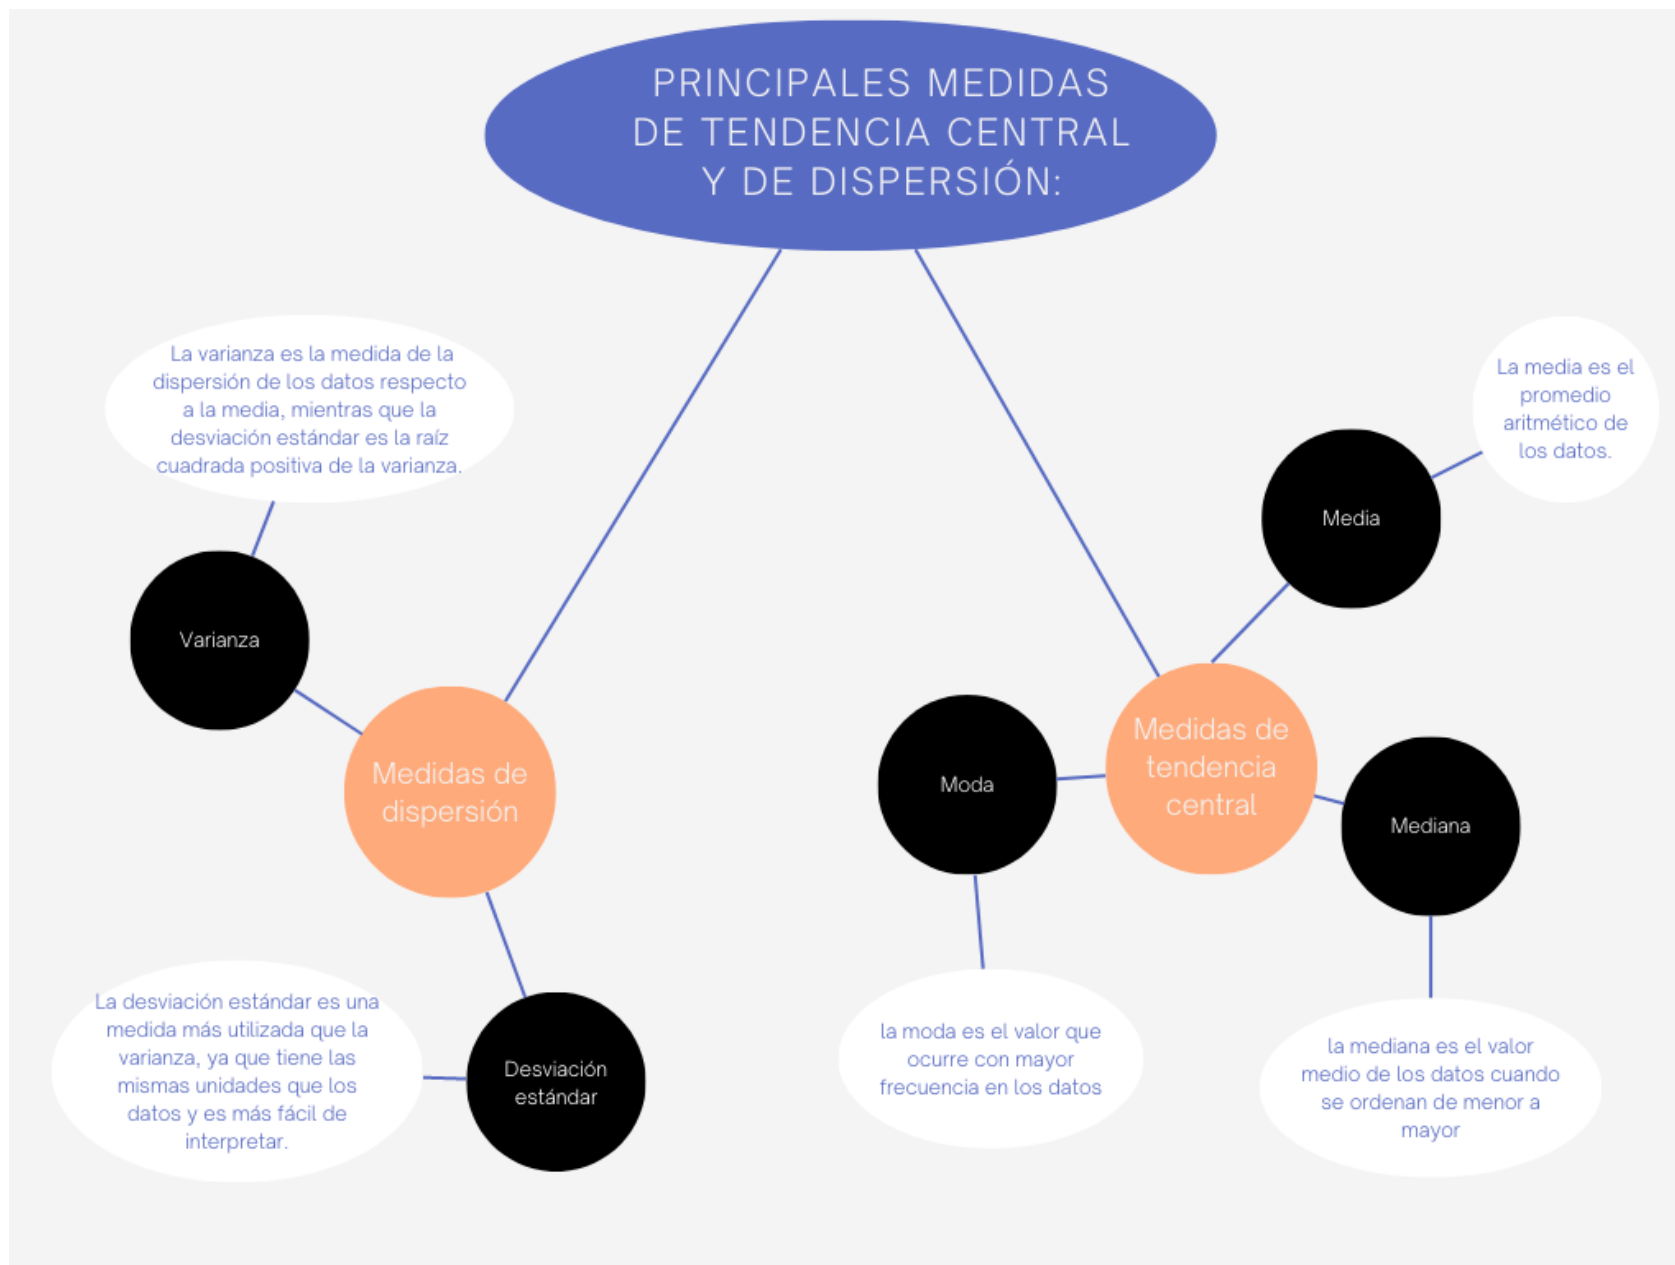 PRINCIPALES MEDIDAS
DE TENDENCIA CENTRAL
Y DE DISPERSIÓN:
La varianza es la medida de la
dispersión de los datos respecto
a la media, mientras que la
desviación estándar es la raíz
cuadrada positiva de la varianza.
Varianza
Medidas de
dispersión
Desviación
estándar
La desviación estándar es una
medida más utilizada que la
varianza, ya que tiene las
mismas unidades que los
datos y es más fácil de
interpretar.
La media es el
promedio
aritmético de
los datos.
Media
Medidas de
tendencia
central
Moda
Mediana
la moda es el valor que
ocurre con mayor
frecuencia en los datos
la mediana es el valor
medio de los datos cuando
se ordenan de menor a
mayor